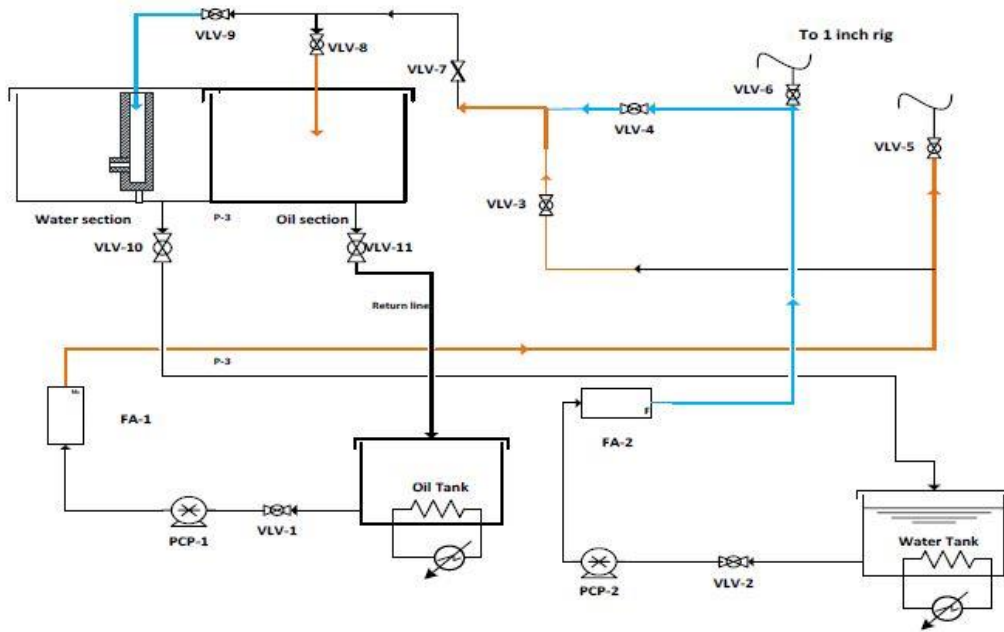 To 1 inch rig
VLV-9
VLV-8
VLV-7
VLV-6
VLV-4
VLV-5
VLV-3
Water section
P-3
Oil section
VLV-10
VLV-11
Return line
P-3
FA-1
F
FA-2
Oil Tank
Water Tank
PCP-1
VLV-1
PCP-2
VLV-2